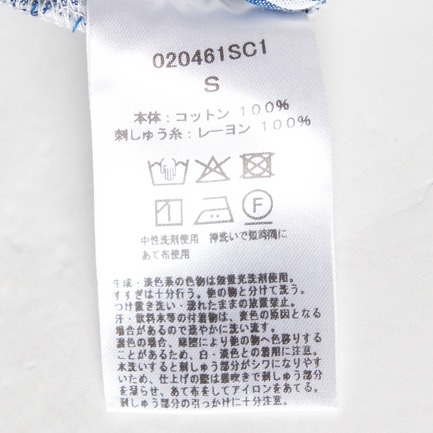 020461SC1
S
本体：コットン 100%
刺しゅう糸：レーヨン 100%
F
中性洗剤使用 押洗いで短時間に
あて布使用
生成・淡色系の色物は無蛍光洗剤使用。
すすぎは十分行う。他の物と分けて洗う。
つけ置き洗い・濡れたままの放置禁止。
汗・飲料水等の付着物は、変色の原因となる
場合があるので速やかに洗い流す。
濃色の場合、摩擦により他の物へ色移りする
ことがあるため、白・淡色との着用に注意。
水洗いすると刺しゅう部分がシワになりやす
いため、仕上げの際は霧吹きで刺しゅう部分
を湿らせ、あて布をしてアイロンをあてる。
刺しゅう部分の引っかけに十分注意。